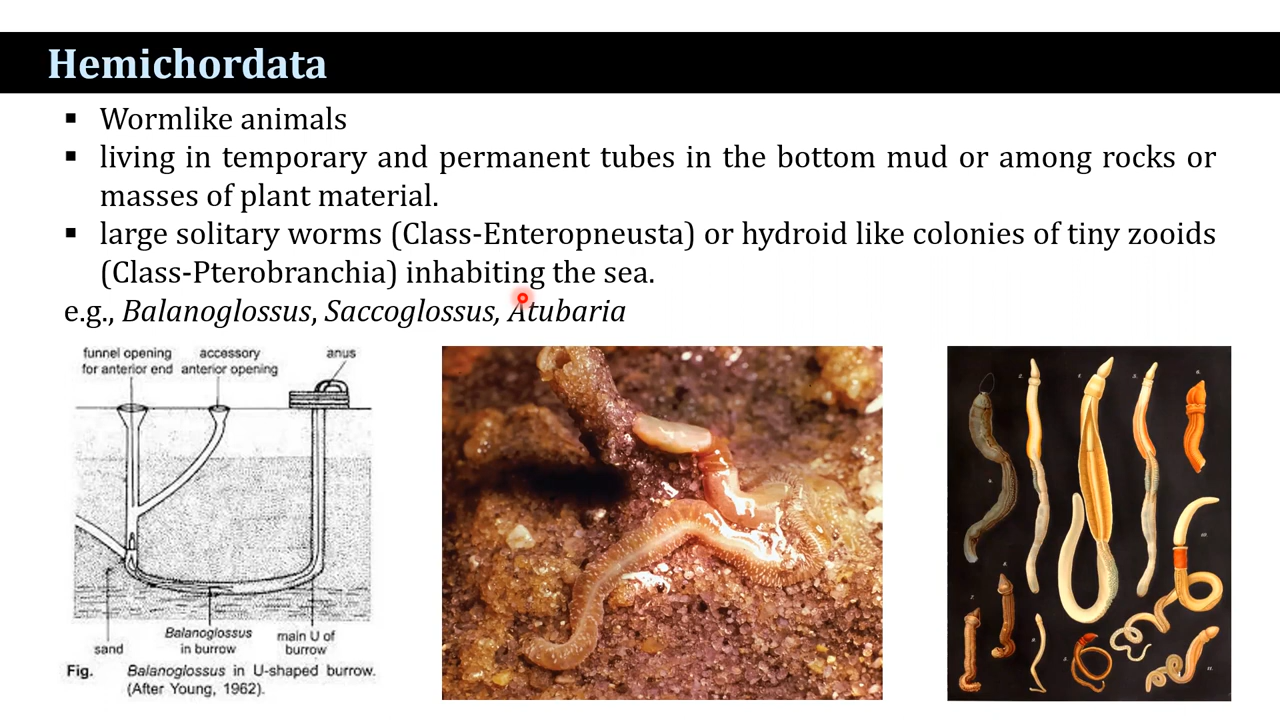 Hemichordata
▪ Wormlike animals
▪ living in temporary and permanent tubes in the bottom mud or among rocks or
masses of plant material.
▪ large solitary worms (Class-Enteropneusta) or hydroid like colonies of tiny zooids
(Class-Pterobranchia) inhabiting the sea.
e.g., Balanoglossus, Saccoglossus, Atubaria
funnel opening
for anterior end
accessory
anterior opening
anus
sand
Balanoglossus
in burrow
main U of
burrow
Fig. Balanoglossus in U-shaped burrow.
(After Young, 1962).